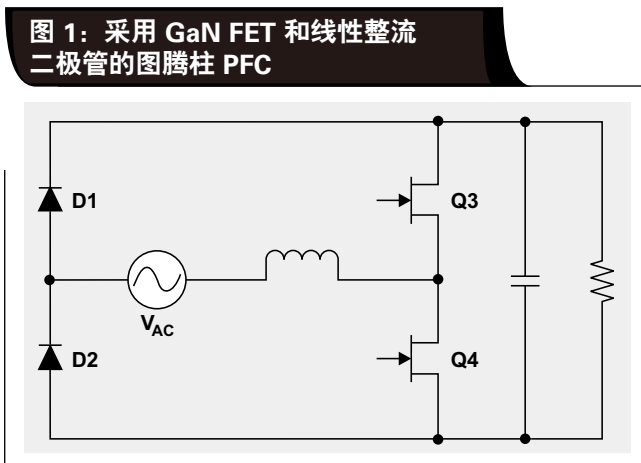 图 1：采用 GaN FET 和线性整流
二极管的图腾柱 PFC
D1
Q3
VAC
D2
Q4